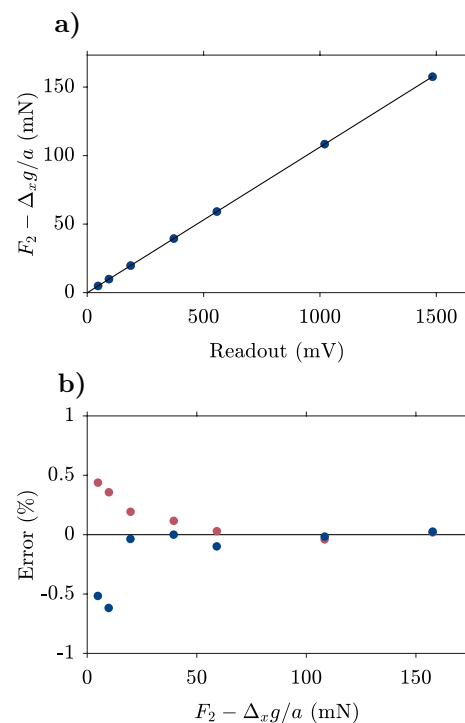 a)
F₂ − Δₓg/a (mN)
150
100
50
0
0 500 1000 1500
Readout (mV)
b)
Error (%)
1
0.5
0
-0.5
-1
0 50 100 150
F₂ − Δₓg/a (mN)